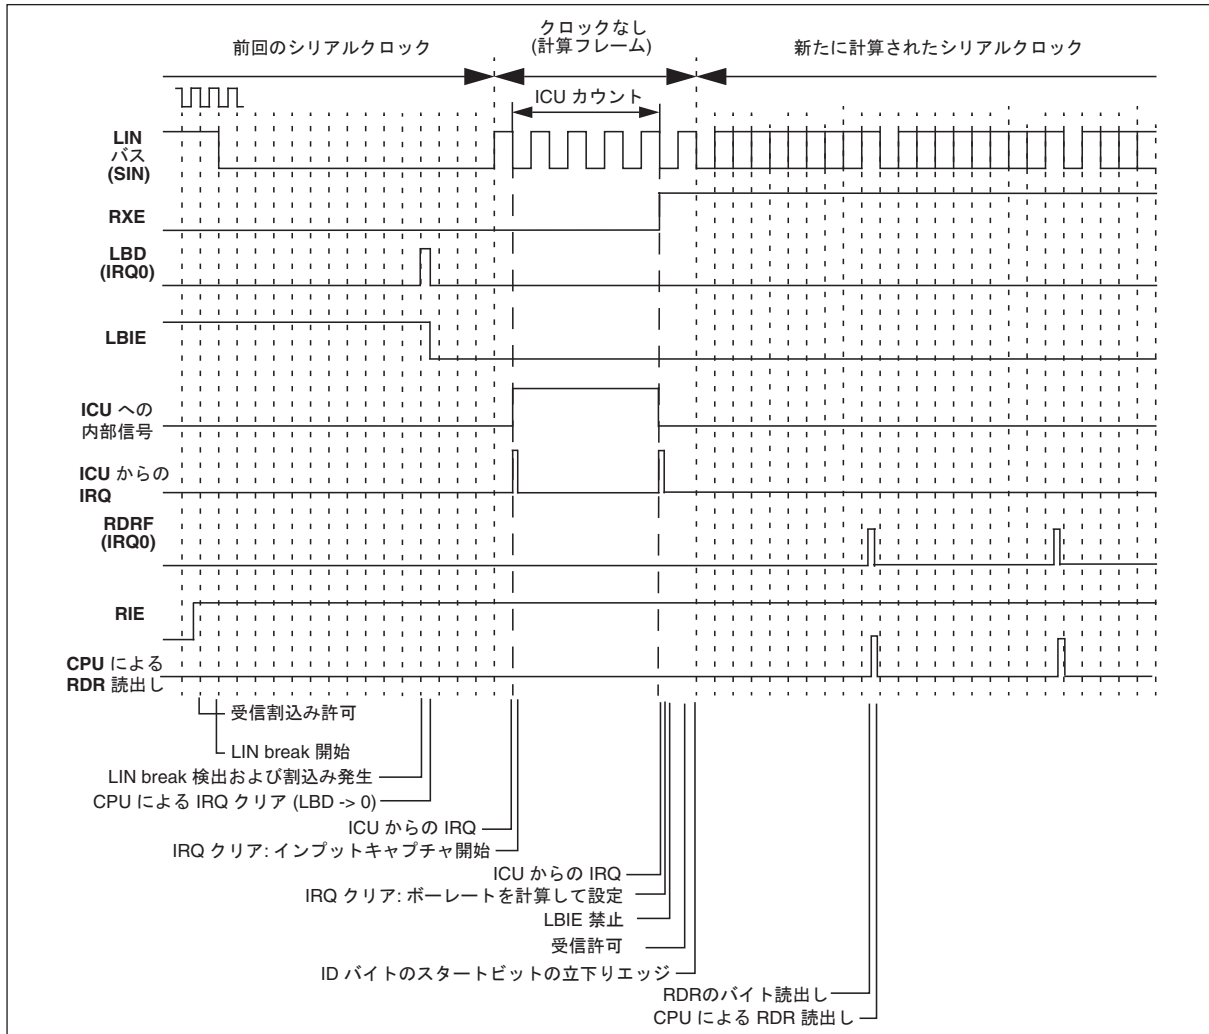 クロックなし
(計算フレーム)
前回のシリアルクロック
新たに計算されたシリアルクロック
ICU カウント
LIN
バス
(SIN)
RXE
LBD
(IRQ0)
LBIE
ICU への
内部信号
ICU からの
IRQ
RDRF
(IRQ0)
RIE
CPU による
RDR 読出し
受信割込み許可
LIN break 開始
LIN break 検出および割込み発生
CPU による IRQ クリア (LBD -> 0)
ICU からの IRQ
IRQ クリア: インプットキャプチャ開始
ICU からの IRQ
IRQ クリア: ボーレートを計算して設定
LBIE 禁止
受信許可
ID バイトのスタートビットの立下りエッジ
RDRのバイト読出し
CPU による RDR 読出し